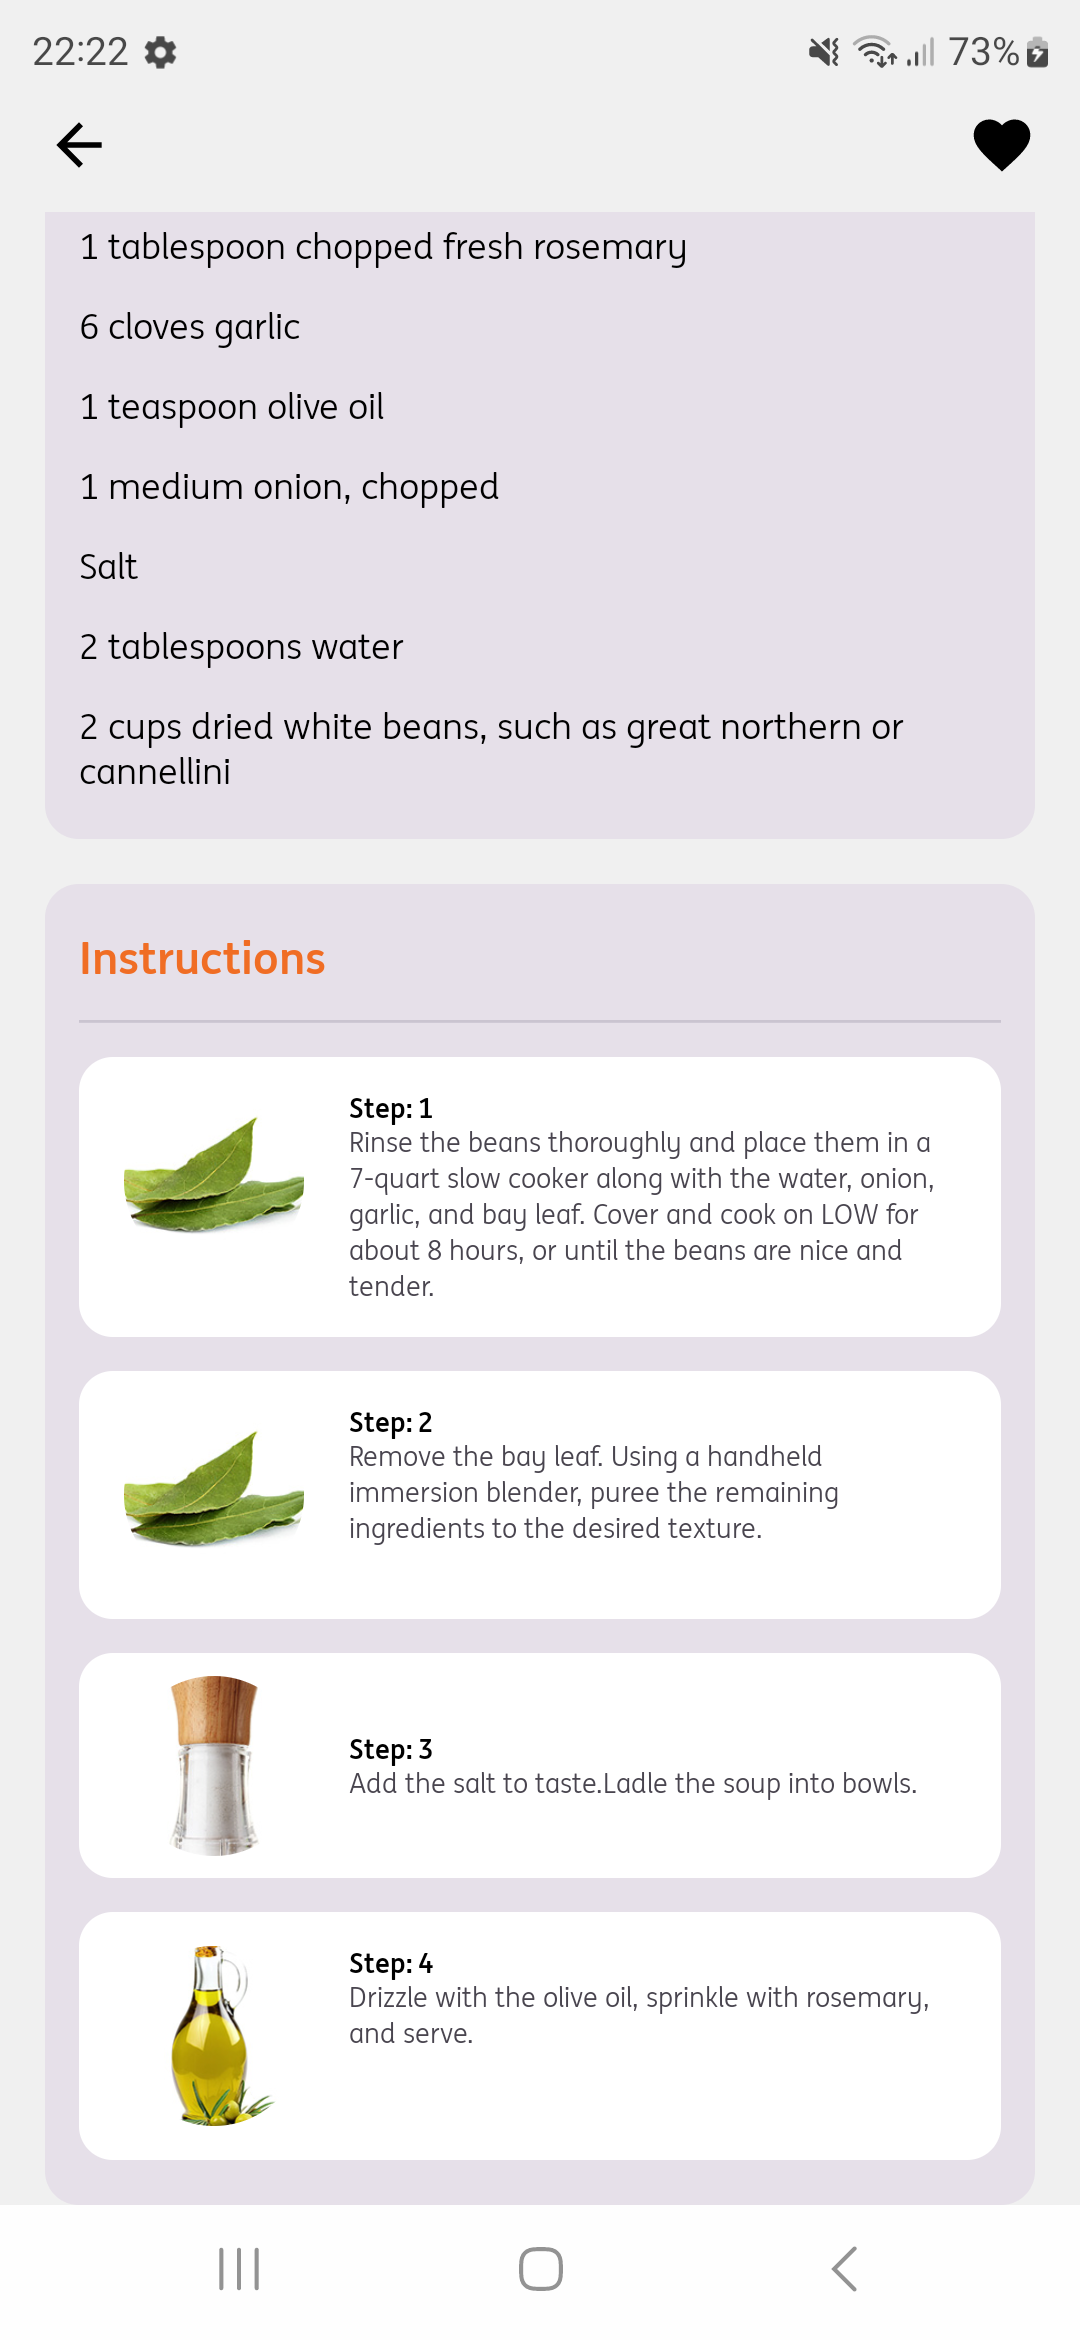 22:22
73%
1 tablespoon chopped fresh rosemary
6 cloves garlic
1 teaspoon olive oil
1 medium onion, chopped
Salt
2 tablespoons water
2 cups dried white beans, such as great northern or
cannellini
Instructions
Step: 1
Rinse the beans thoroughly and place them in a
7-quart slow cooker along with the water, onion,
garlic, and bay leaf. Cover and cook on LOW for
about 8 hours, or until the beans are nice and
tender.
Step: 2
Remove the bay leaf. Using a handheld
immersion blender, puree the remaining
ingredients to the desired texture.
Step: 3
Add the salt to taste.Ladle the soup into bowls.
Step: 4
Drizzle with the olive oil, sprinkle with rosemary,
and serve.